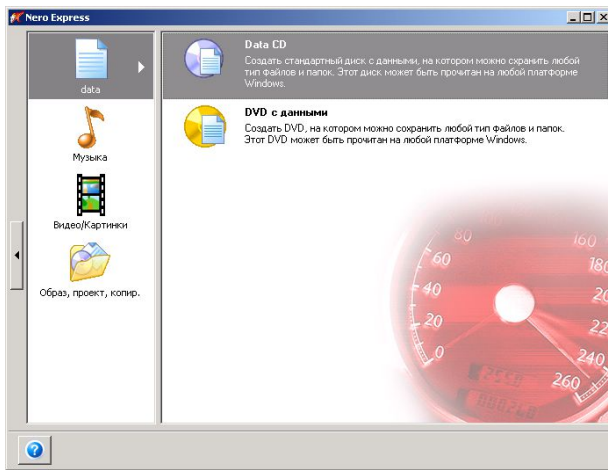 Nero Express
data
Музыка
Видео/Картинки
Образ, проект, копир.
Data CD
Создать стандартный диск с данными, на котором можно схранить любой
тип файлов и папок. Этот диск может быть прочитан на любой платформе
Windows.
DVD с данными
Создать DVD, на котором можно сохранить любой тип файлов и папок.
Этот DVD может быть прочитан на любой платформе Windows.
80
60
40
20
0
160
180
240
260